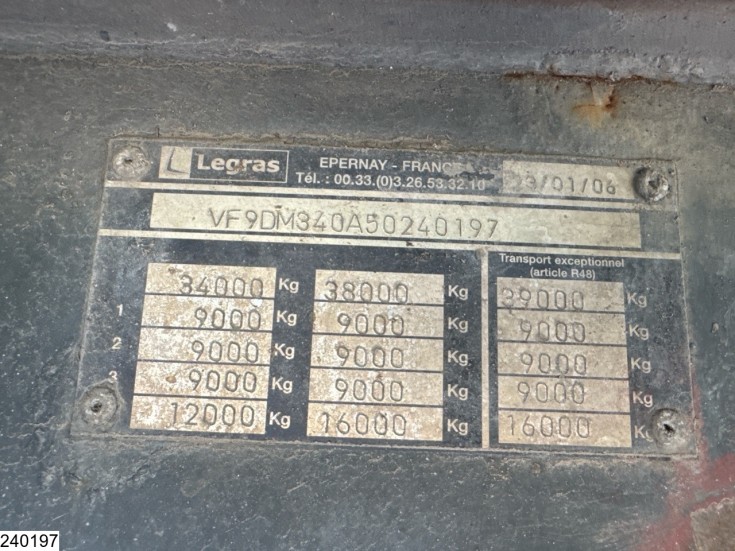 Legras
EPERNAY - FRANCE
Tél. : 00.33.(0)3.26.53.32.10
/01/06
VF9DM340A50240197
Transport exceptionnel
(article R48)
34000 Kg 38000 Kg 39000 Kg
1 9000 Kg 9000 Kg 9000 Kg
2 9000 Kg 9000 Kg 9000 Kg
3 9000 Kg 9000 Kg 9000 Kg
12000 Kg 16000 Kg 16000 Kg
240197